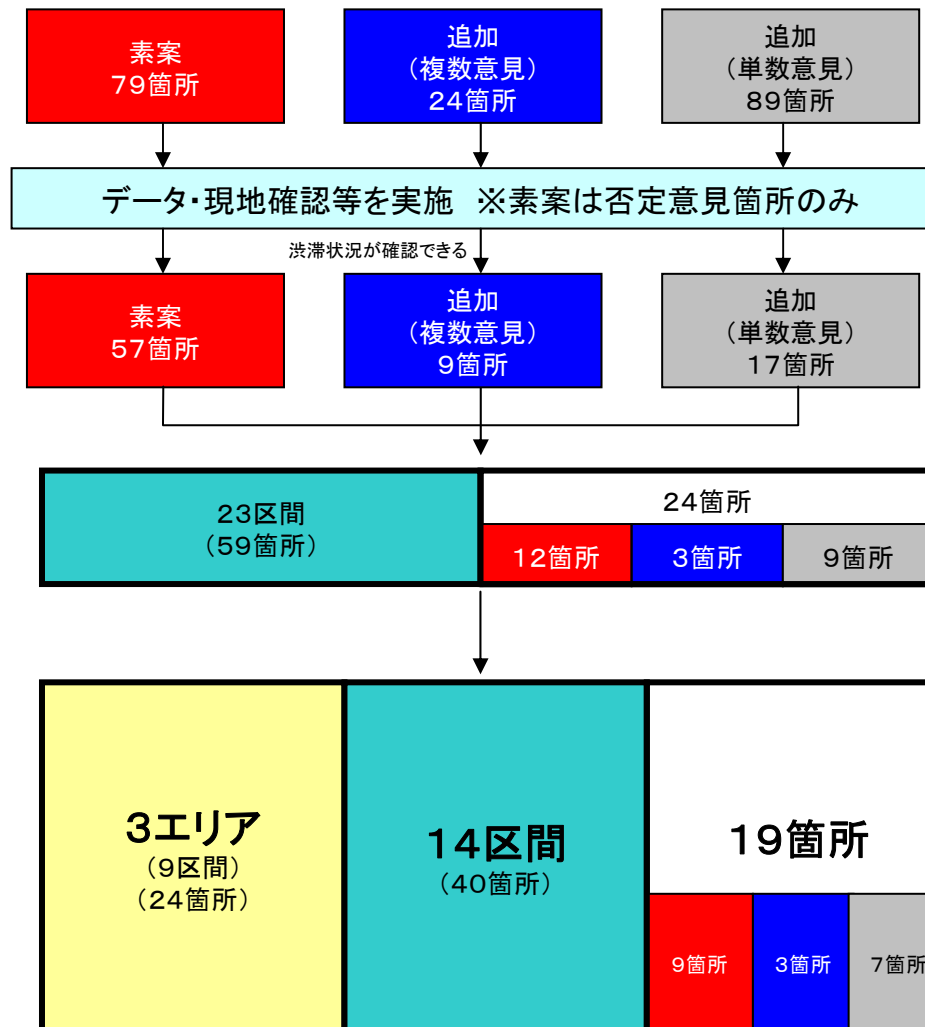 素案
79箇所
追加
(複数意見)
24箇所
追加
(単数意見)
89箇所
データ・現地確認等を実施 ※素案は否定意見箇所のみ
渋滞状況が確認できる
素案
57箇所
追加
(複数意見)
9箇所
追加
(単数意見)
17箇所
23区間
(59箇所)
24箇所
12箇所
3箇所
9箇所
3エリア
(9区間)
(24箇所)
14区間
(40箇所)
19箇所
9箇所
3箇所
7箇所